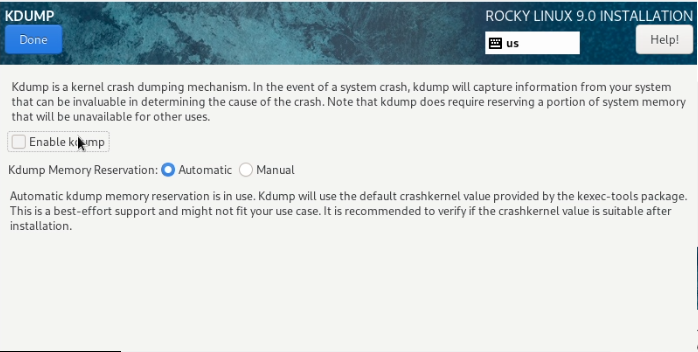 KDUMP
ROCKY LINUX 9.0 INSTALLATION
Done
us
Help!
Kdump is a kernel crash dumping mechanism. In the event of a system crash, kdump will capture information from your system
that can be invaluable in determining the cause of the crash. Note that kdump does require reserving a portion of system memory
that will be unavailable for other uses.
Enable kdump
Kdump Memory Reservation: Automatic Manual
Automatic kdump memory reservation is in use. Kdump will use the default crashkernel value provided by the kexec-tools package.
This is a best-effort support and might not fit your use case. It is recommended to verify if the crashkernel value is suitable after
installation.